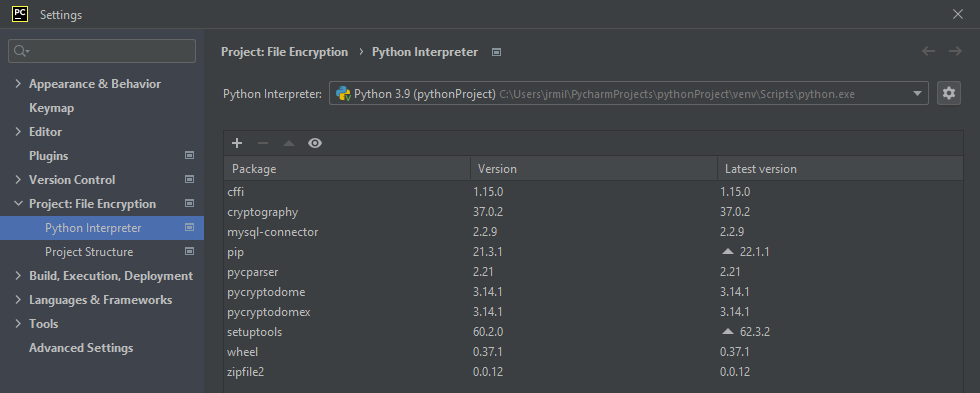 PC Settings
Project: File Encryption › Python Interpreter
Appearance & Behavior
Keymap
Editor
Plugins
Version Control
Project: File Encryption
Python Interpreter
Project Structure
Build, Execution, Deployment
Languages & Frameworks
Tools
Advanced Settings
Python Interpreter: Python 3.9 (pythonProject) C:\Users\jrmil\PycharmProjects\pythonProject\venv\Scripts\python.exe
Package Version Latest version
cffi 1.15.0 1.15.0
cryptography 37.0.2 37.0.2
mysql-connector 2.2.9 2.2.9
pip 21.3.1 22.1.1
pycparser 2.21 2.21
pycryptodome 3.14.1 3.14.1
pycryptodomex 3.14.1 3.14.1
setuptools 60.2.0 62.3.2
wheel 0.37.1 0.37.1
zipfile2 0.0.12 0.0.12